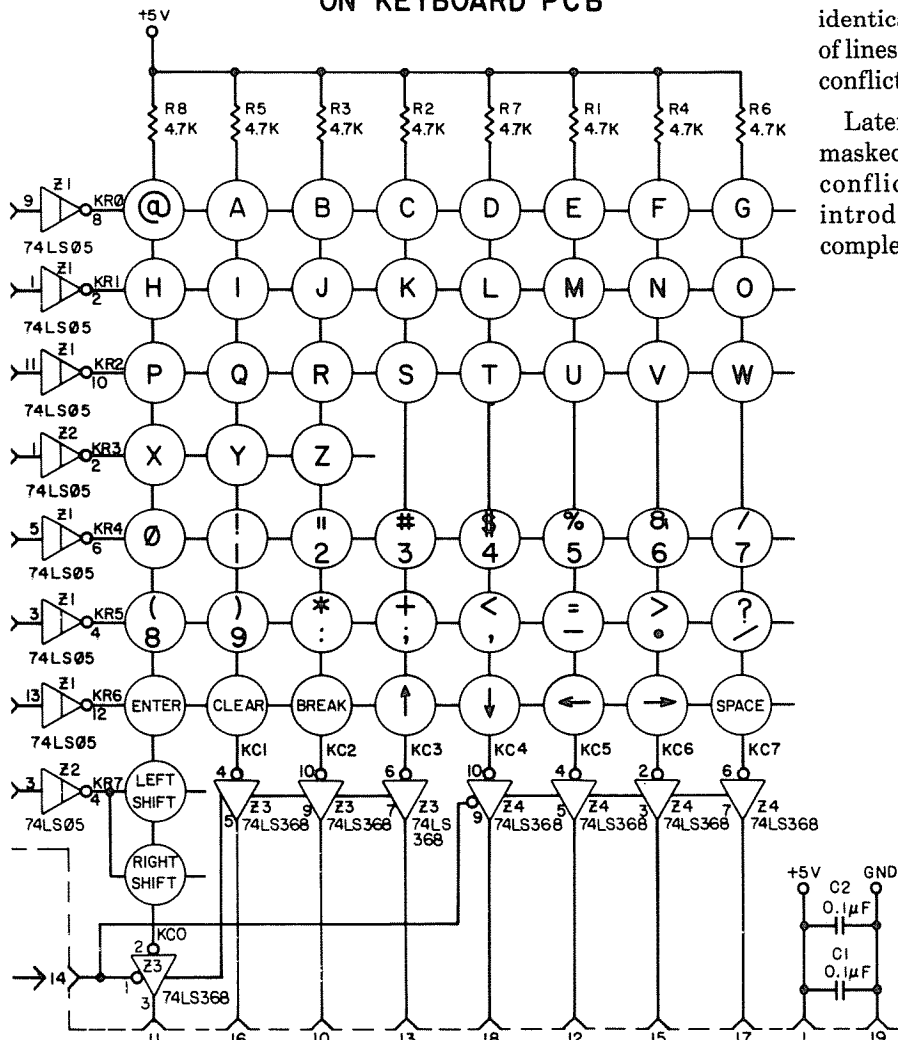 ON KEYBOARD PCB
identica
of lines
conflict
Later
masked
conflic
introd
comple
+5V
R8 R5 R3 R2 R7 R1 R4 R6
4.7K 4.7K 4.7K 4.7K 4.7K 4.7K 4.7K 4.7K
Z1
9 KR0 @ A B C D E F G
8
74LS05
Z1
1 KR1 H I J K L M N O
2
74LS05
Z1
11 KR2 P Q R S T U V W
10
74LS05
Z2
1 KR3 X Y Z
2
74LS05
Z1 ! " # $ % & /
5 KR4 0 1 2 3 4 5 6 7
6
74LS05
Z1 ( ) * + < = > ?
3 KR5 8 9 : ; , - . /
4
74LS05
Z1
13 KR6 ENTER CLEAR BREAK ↑ ↓ ← → SPACE
12
74LS05
KC1 KC2 KC3 KC4 KC5 KC6 KC7
Z2 4 10 6 10 4 2 6
3 KR7 LEFT
4 SHIFT
74LS05
5 Z3 9 Z3 7 Z3 9 Z4 5 Z4 3 Z4 7 Z4
74LS368 74LS368 74LS 368 74LS368 74LS368 74LS368 74LS368
RIGHT
SHIFT
+5V GND
C2
0.1µF
KC0
2
C1
0.1µF
14 1 Z3
3 74LS368
11 16 10 13 18 12 15 17 1 19